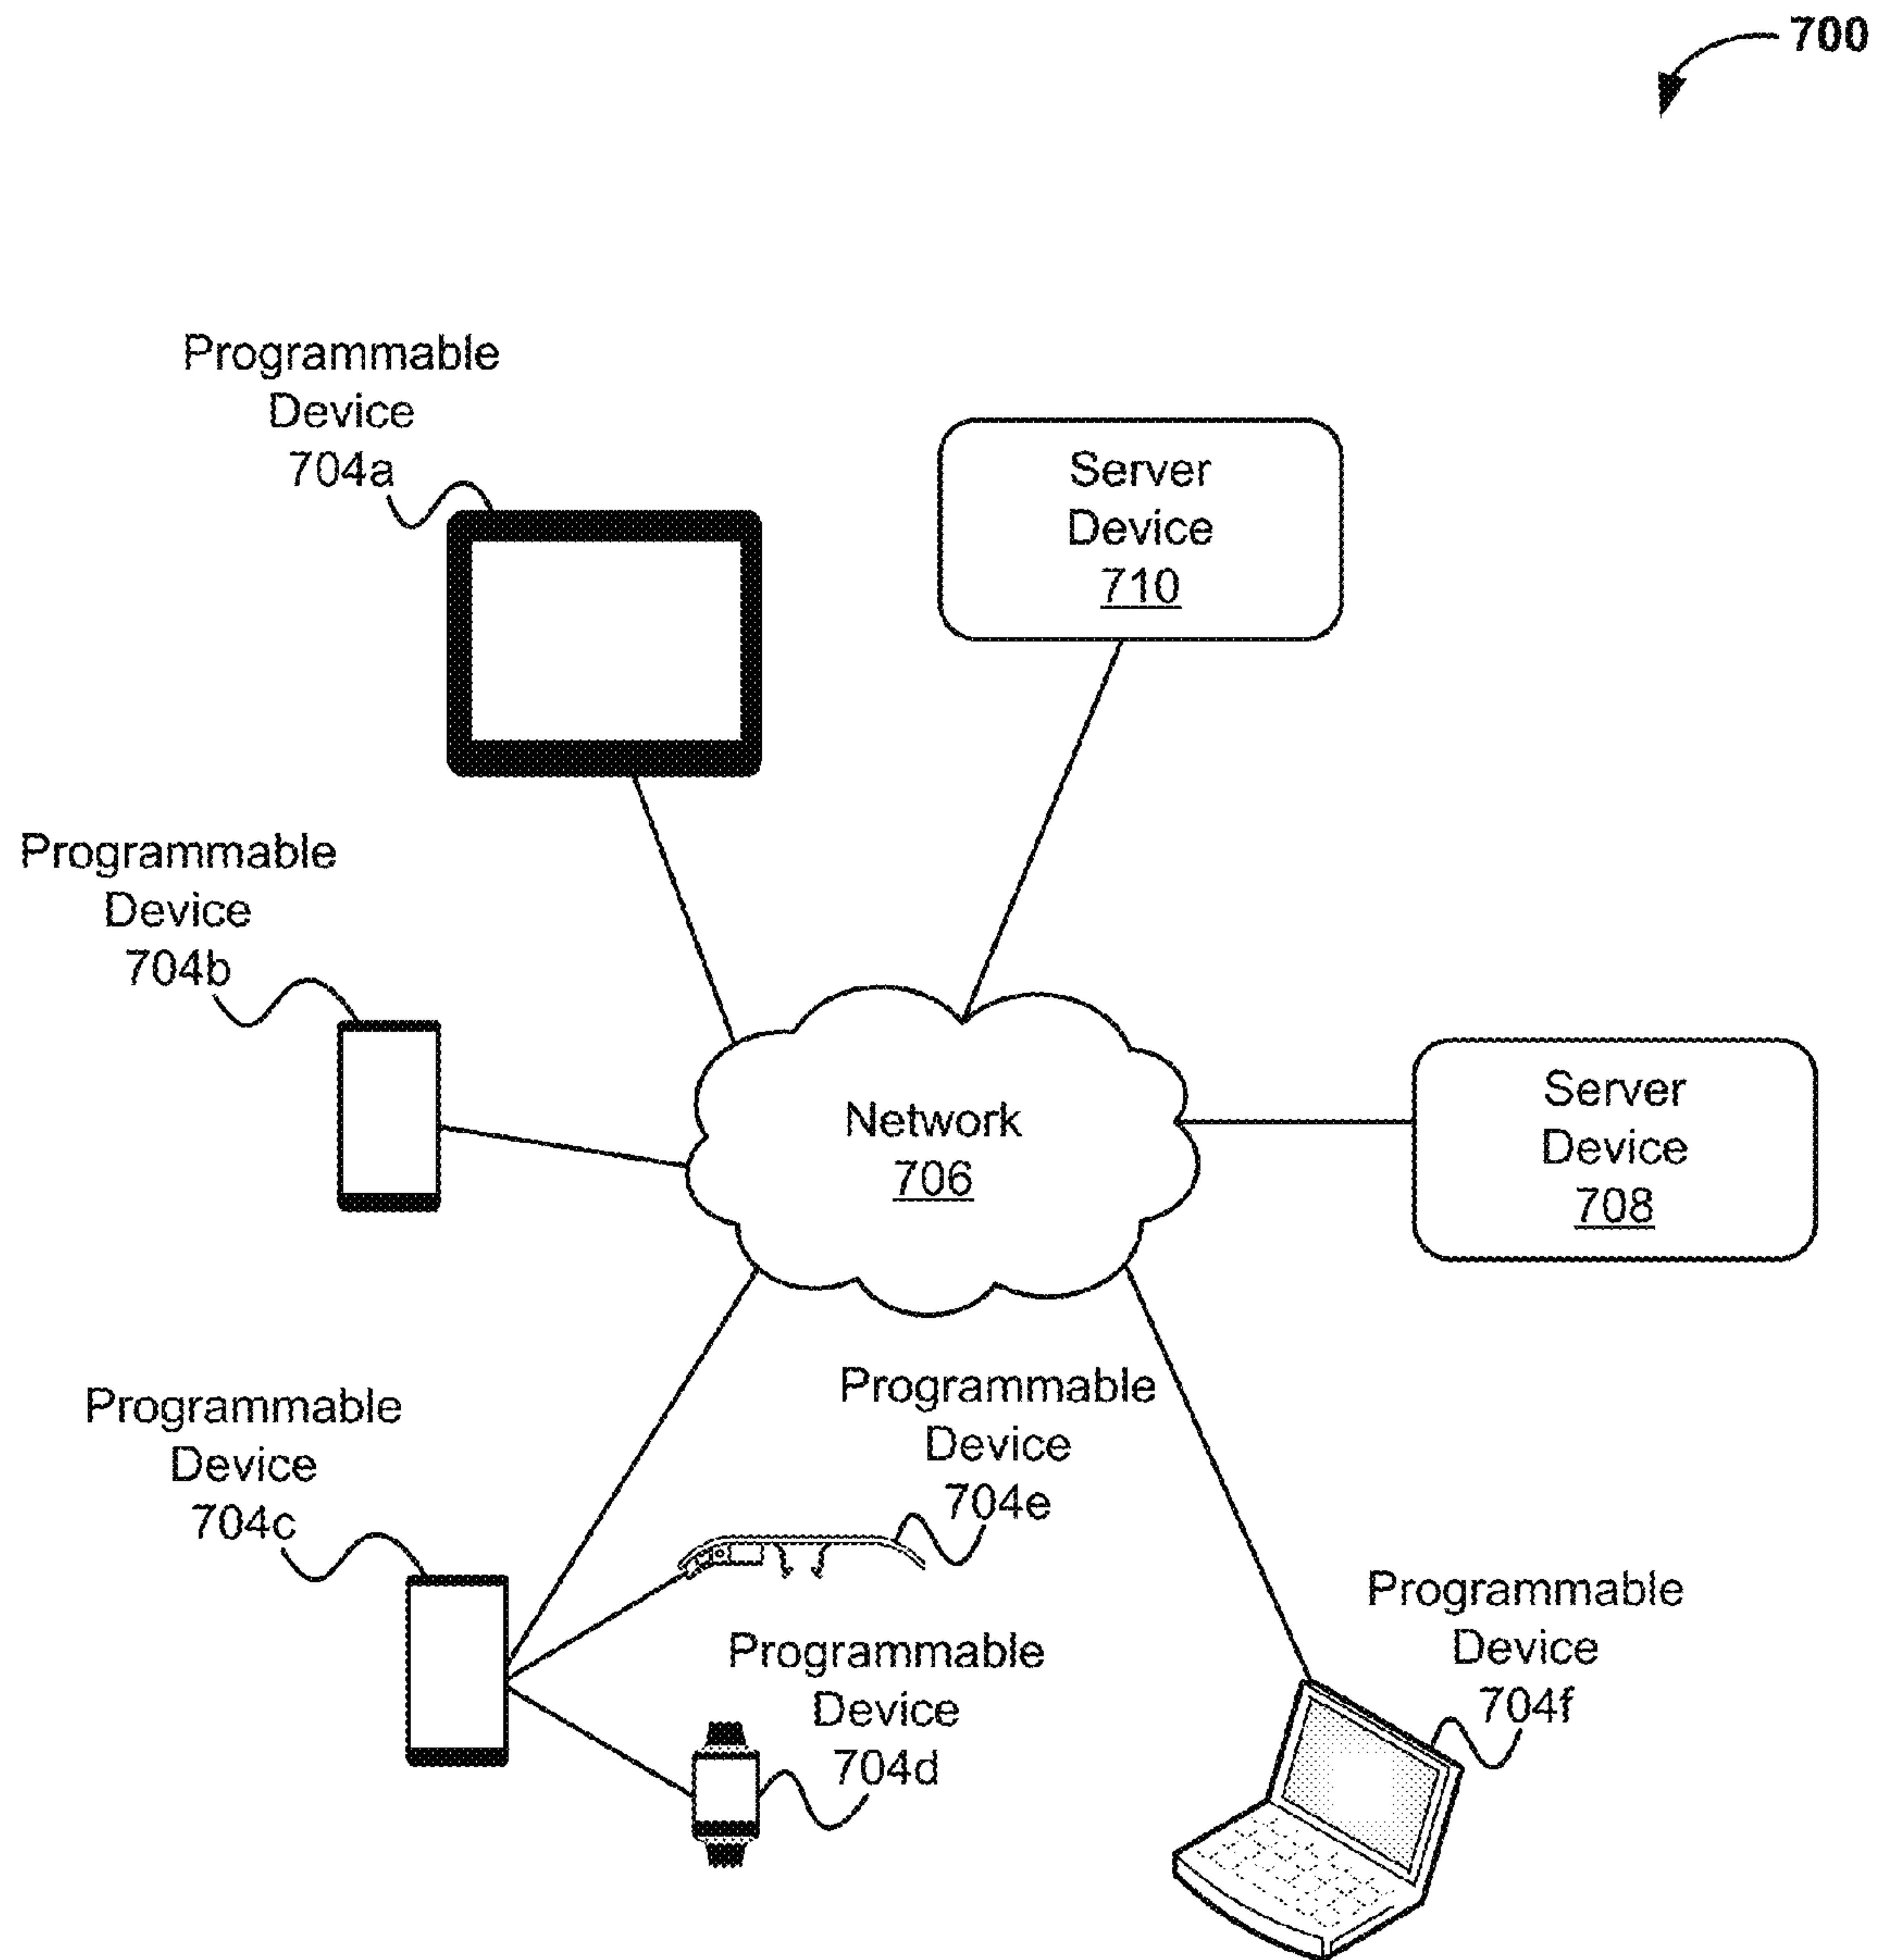 700
Programmable
Device
704a
Server
Device
710
Programmable
Device
704b
Network
706
Server
Device
708
Programmable
Device
704c
Programmable
Device
704e
Programmable
Device
704d
Programmable
Device
704f